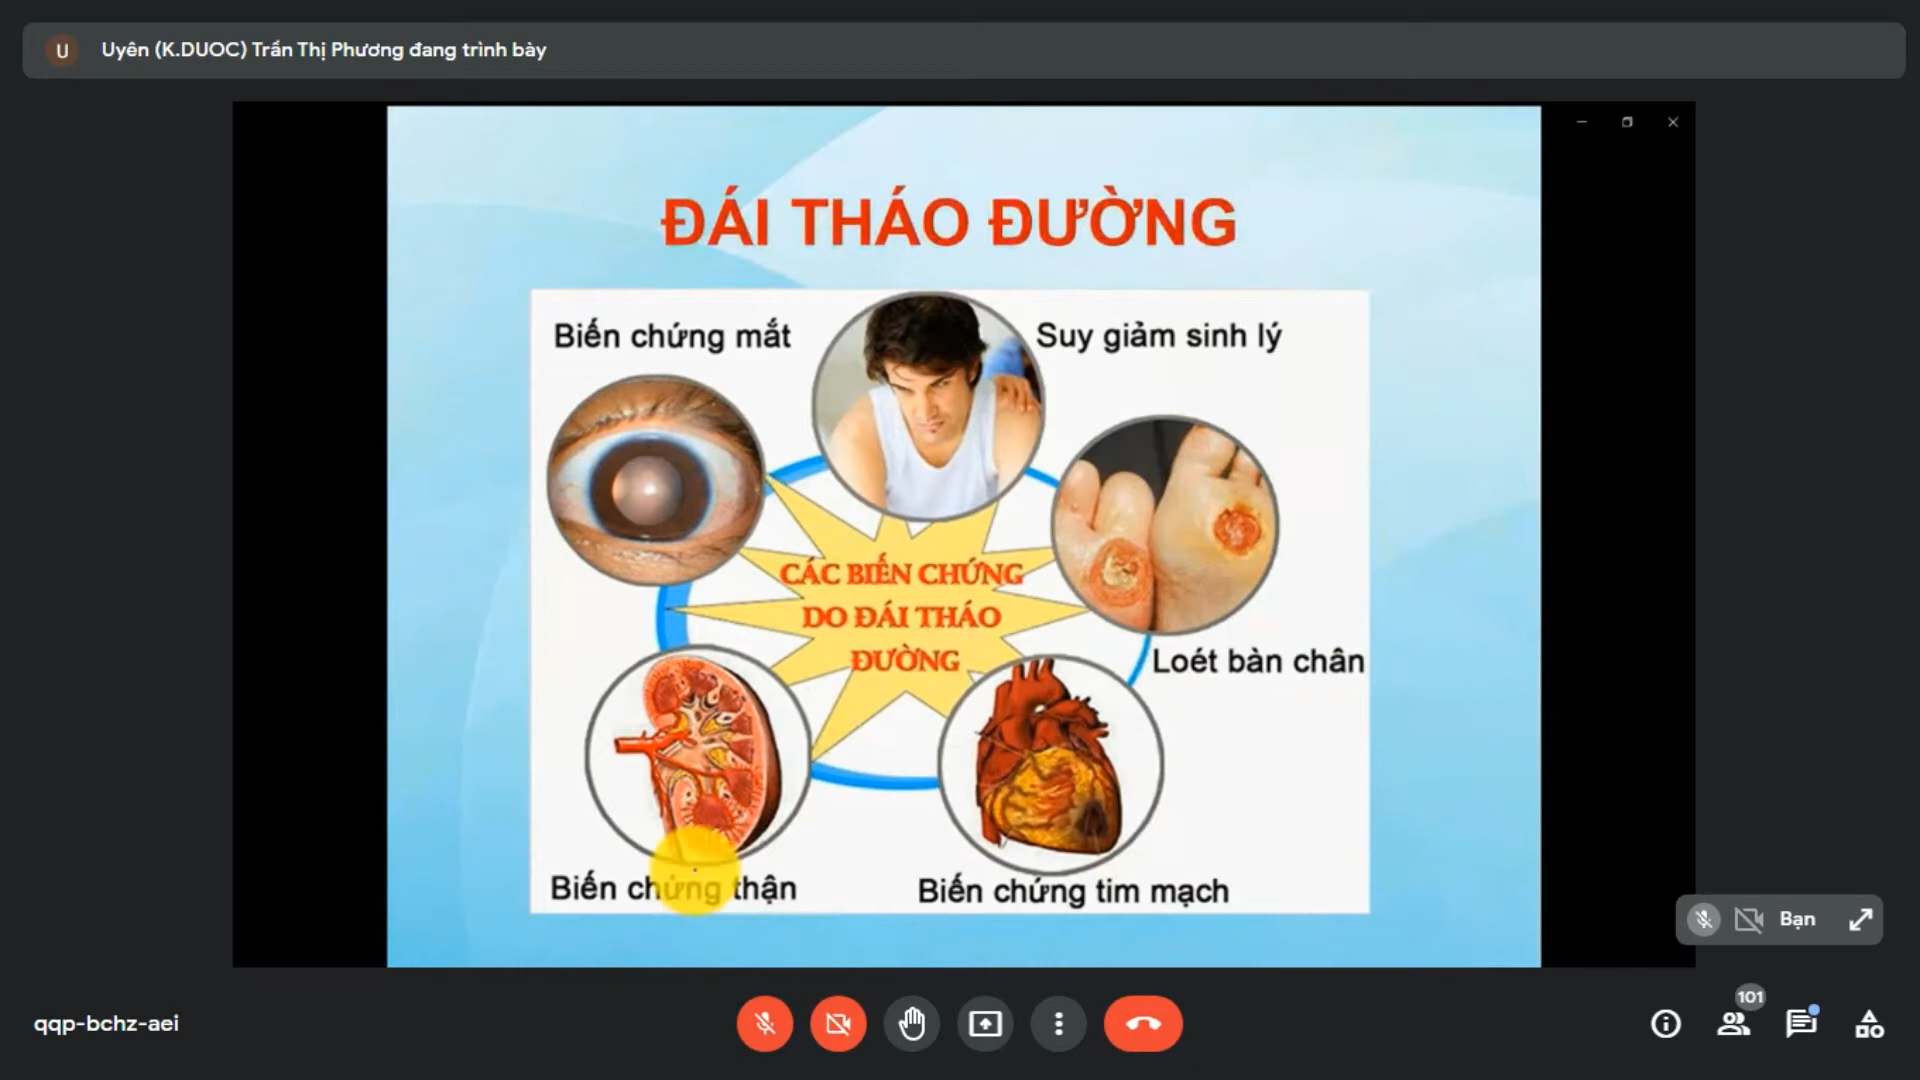 U
Uyên (K.DUOC) Trần Thị Phương đang trình bày
ĐÁI THÁO ĐƯỜNG
Biến chứng mắt
Suy giảm sinh lý
CÁC BIẾN CHỨNG
DO ĐÁI THÁO
ĐƯỜNG
Loét bàn chân
Biến chứng thận
Biến chứng tim mạch
Bạn
qqp-bchz-aei
101